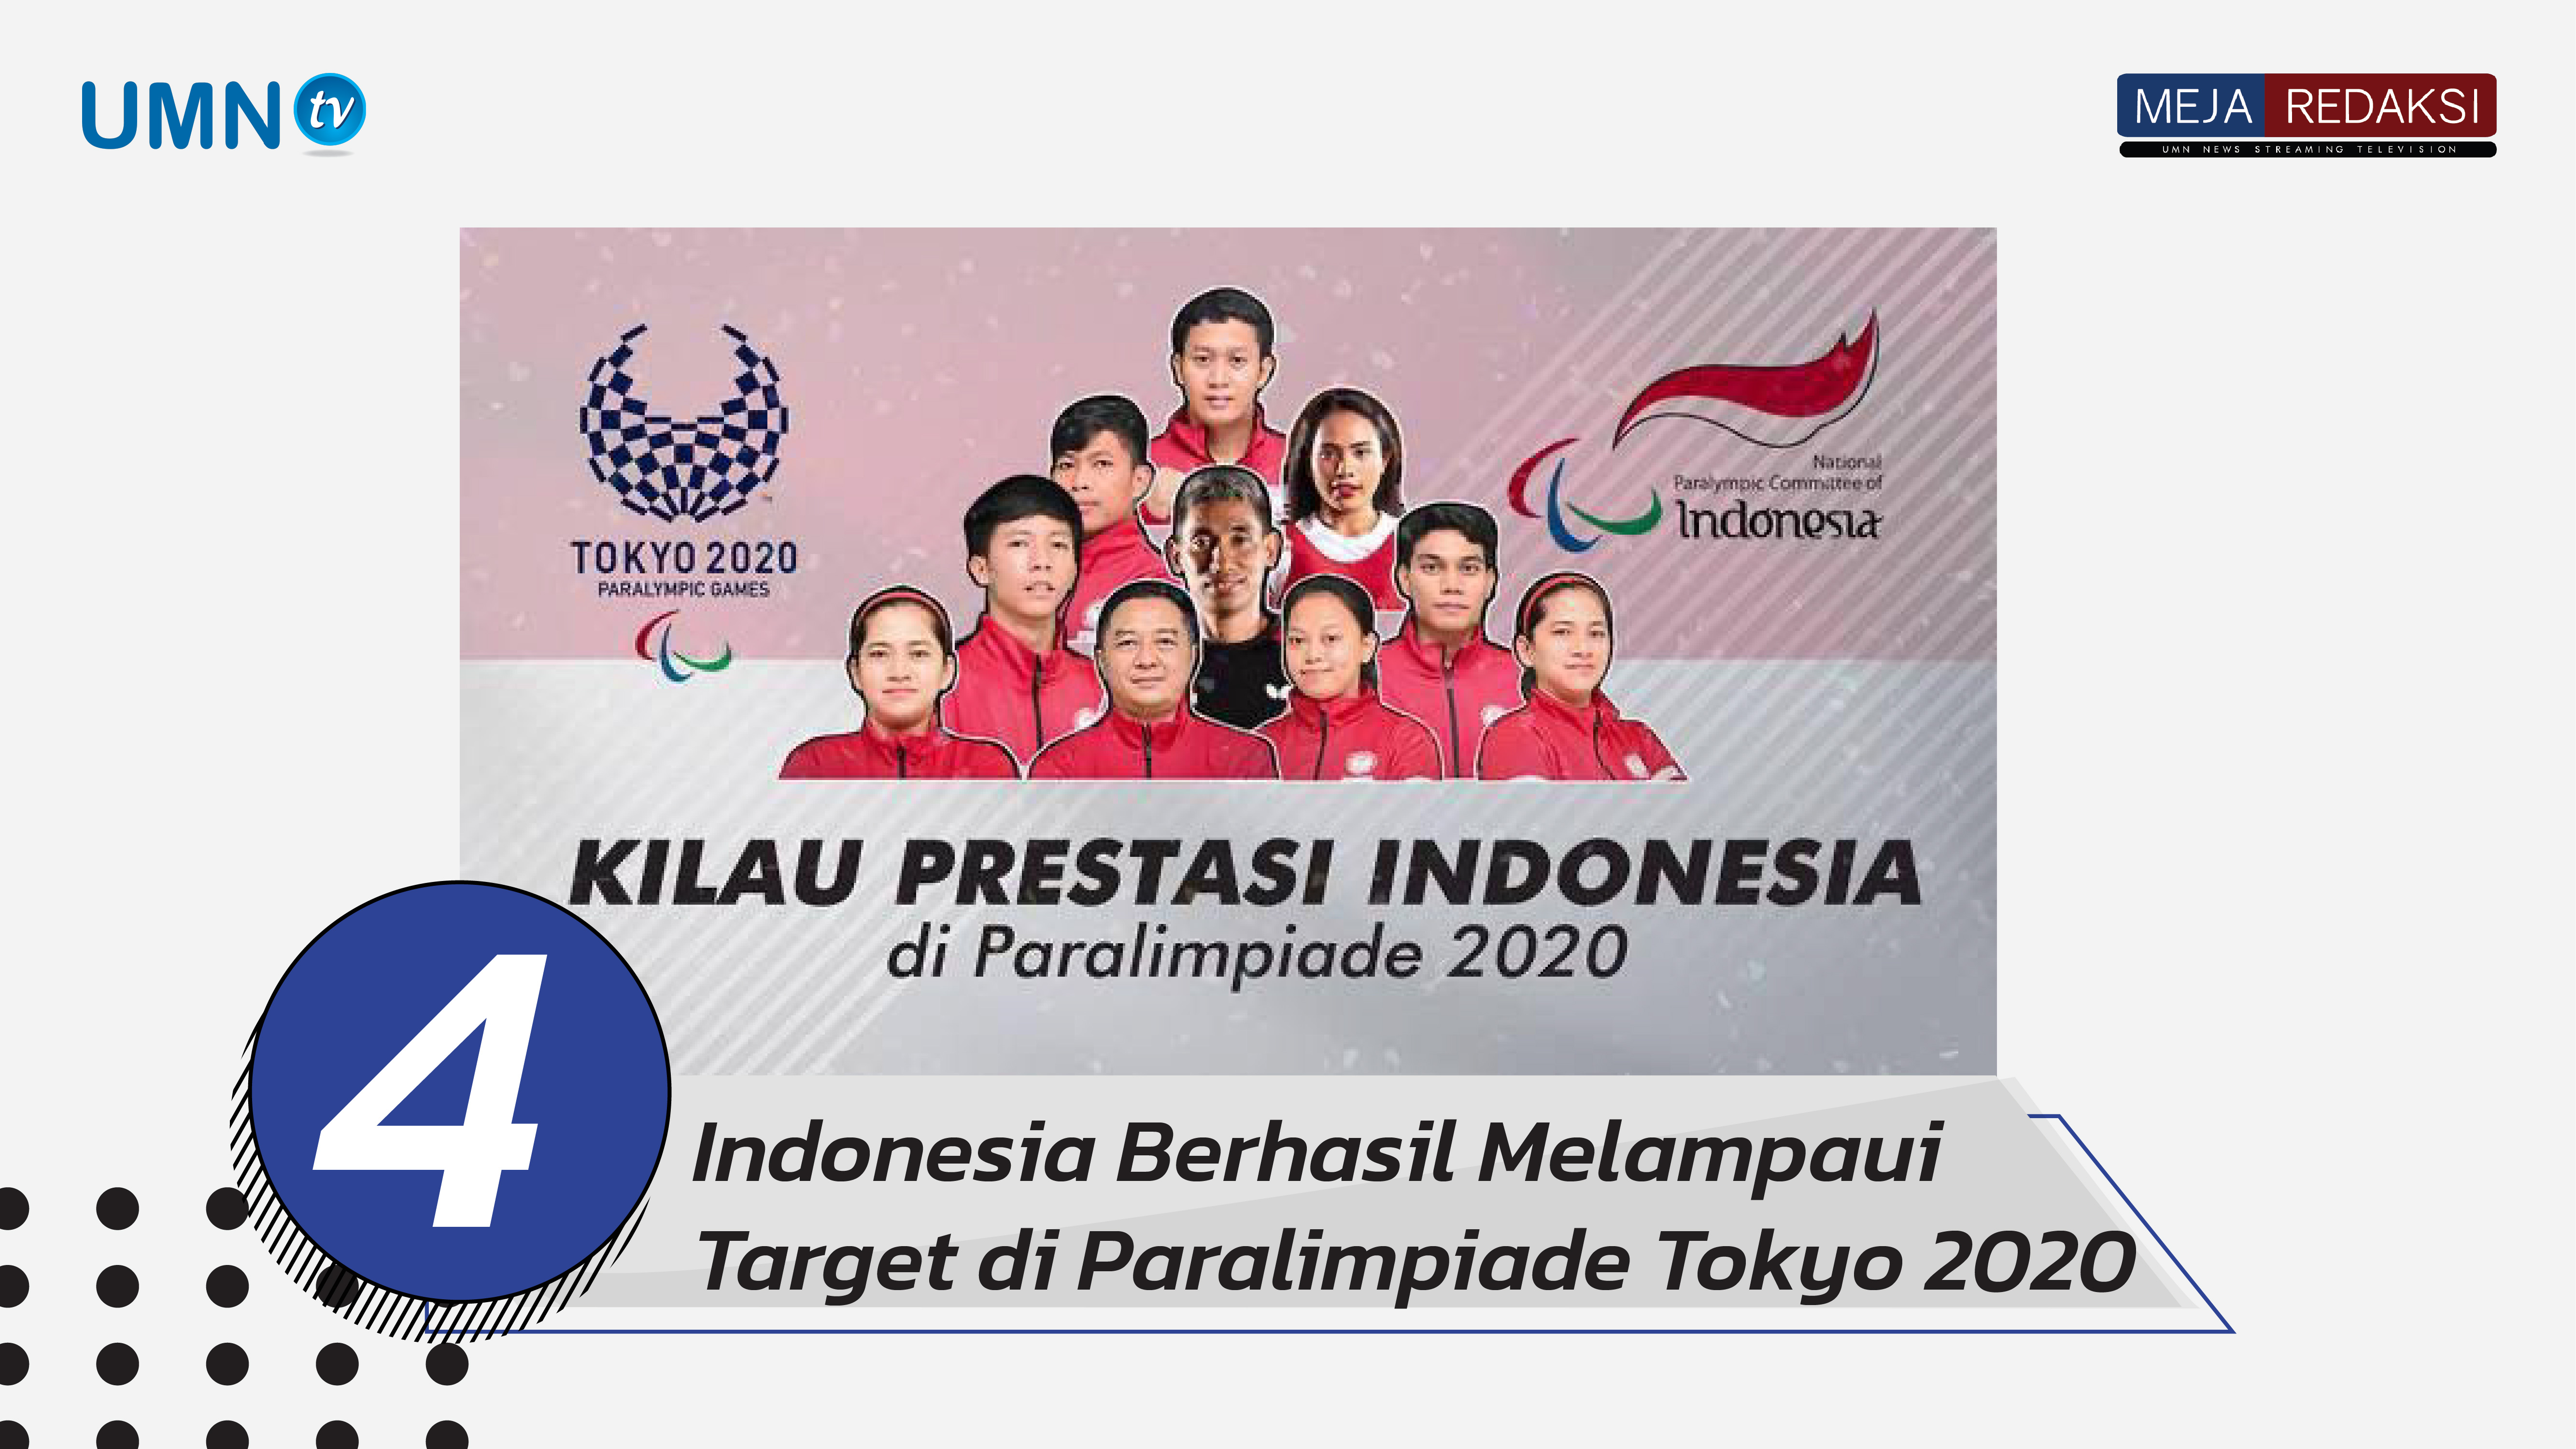 UMN tv
MEJA REDAKSI
UMN NEWS STREAMING TELEVISION
TOKYO 2020
PARALYMPIC GAMES
National
Paralympic Committee of
Indonesia
KILAU PRESTASI INDONESIA
di Paralimpiade 2020
4
Indonesia Berhasil Melampaui
Target di Paralimpiade Tokyo 2020